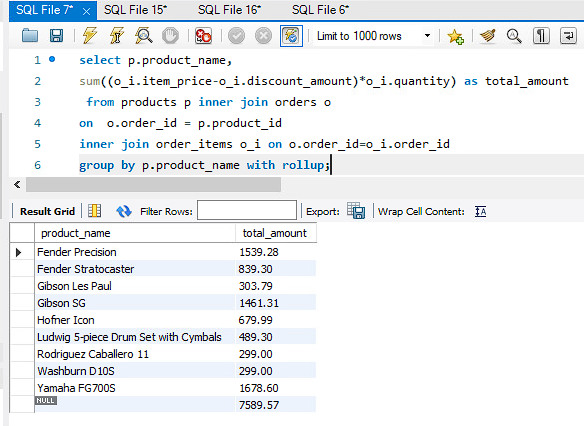 SQL File 7* × SQL File 15* SQL File 16* SQL File 6*
Limit to 1000 rows
1 select p.product_name,
2 sum((o_i.item_price-o_i.discount_amount)*o_i.quantity) as total_amount
3 from products p inner join orders o
4 on o.order_id = p.product_id
5 inner join order_items o_i on o.order_id=o_i.order_id
6 group by p.product_name with rollup;
Result Grid Filter Rows: Export: Wrap Cell Content: IA
product_name total_amount
Fender Precision 1539.28
Fender Stratocaster 839.30
Gibson Les Paul 303.79
Gibson SG 1461.31
Hofner Icon 679.99
Ludwig 5-piece Drum Set with Cymbals 489.30
Rodriguez Caballero 11 299.00
Washburn D10S 299.00
Yamaha FG700S 1678.60
NULL 7589.57